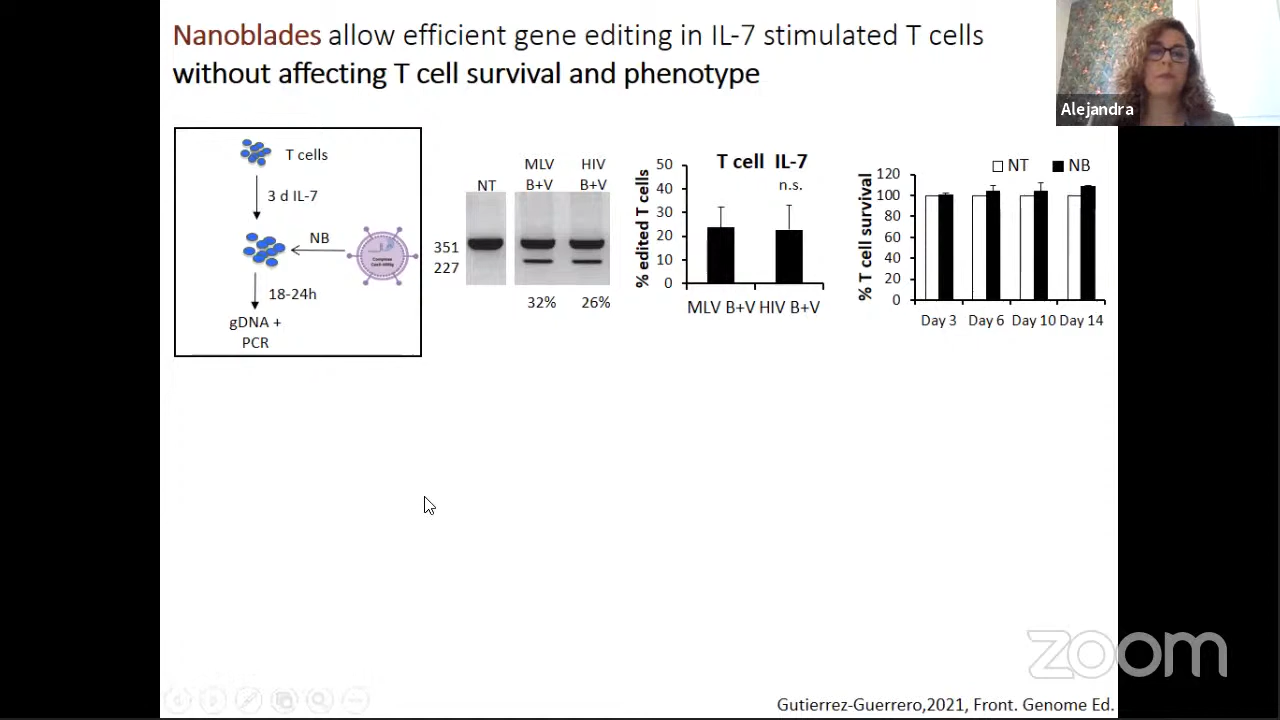 Nanoblades allow efficient gene editing in IL-7 stimulated T cells
without affecting T cell survival and phenotype
Alejandra
T cells
3 d IL-7
NB
Complexe
18-24h
gDNA +
PCR
NT
MLV
B+V
HIV
B+V
351
227
32%
26%
% edited T cells
50
40
30
20
10
0
T cell IL-7
n.s.
MLV B+V HIV B+V
% T cell survival
120
100
80
60
40
20
0
NT
NB
Day 3
Day 6
Day 10
Day 14
zoom
Gutierrez-Guerrero,2021, Front. Genome Ed.